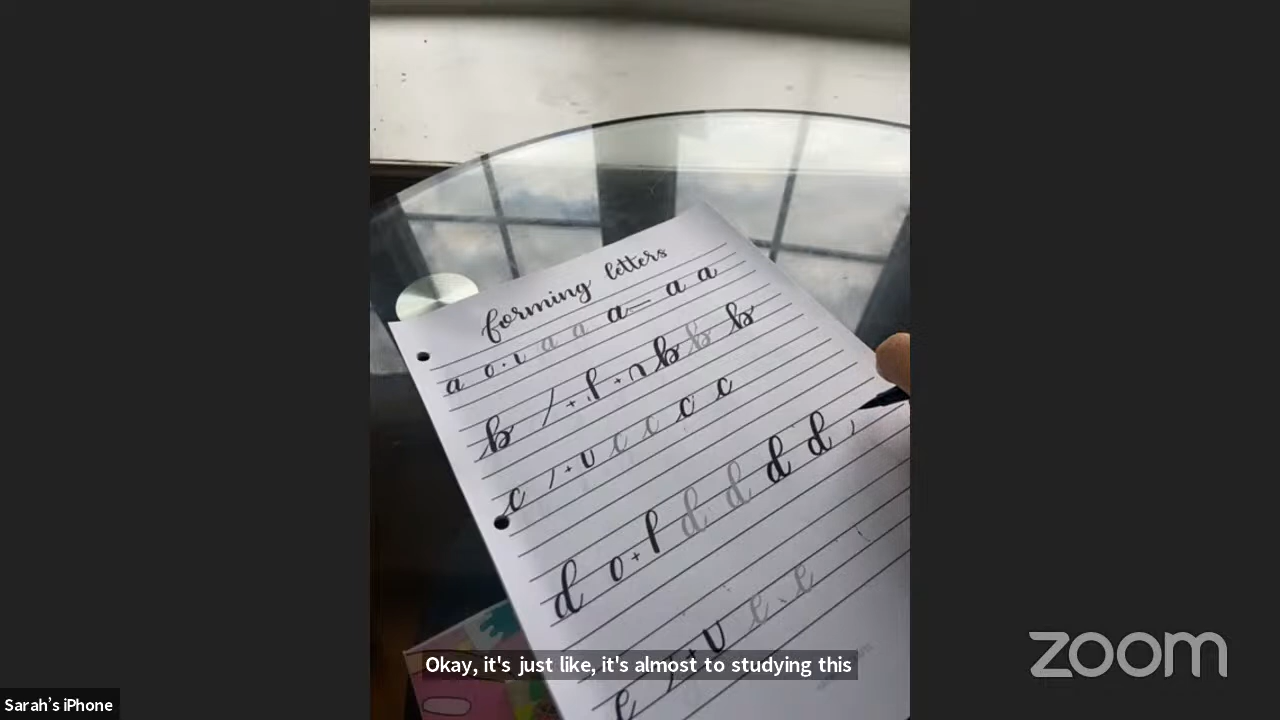 forming letters
a o + ı a a a a a
b / + l + n b b b
c / + ʋ c c c c
d o + l d d d d
e / + ʋ e e
Okay, it's just like, it's almost to studying this
zoom
Sarah's iPhone